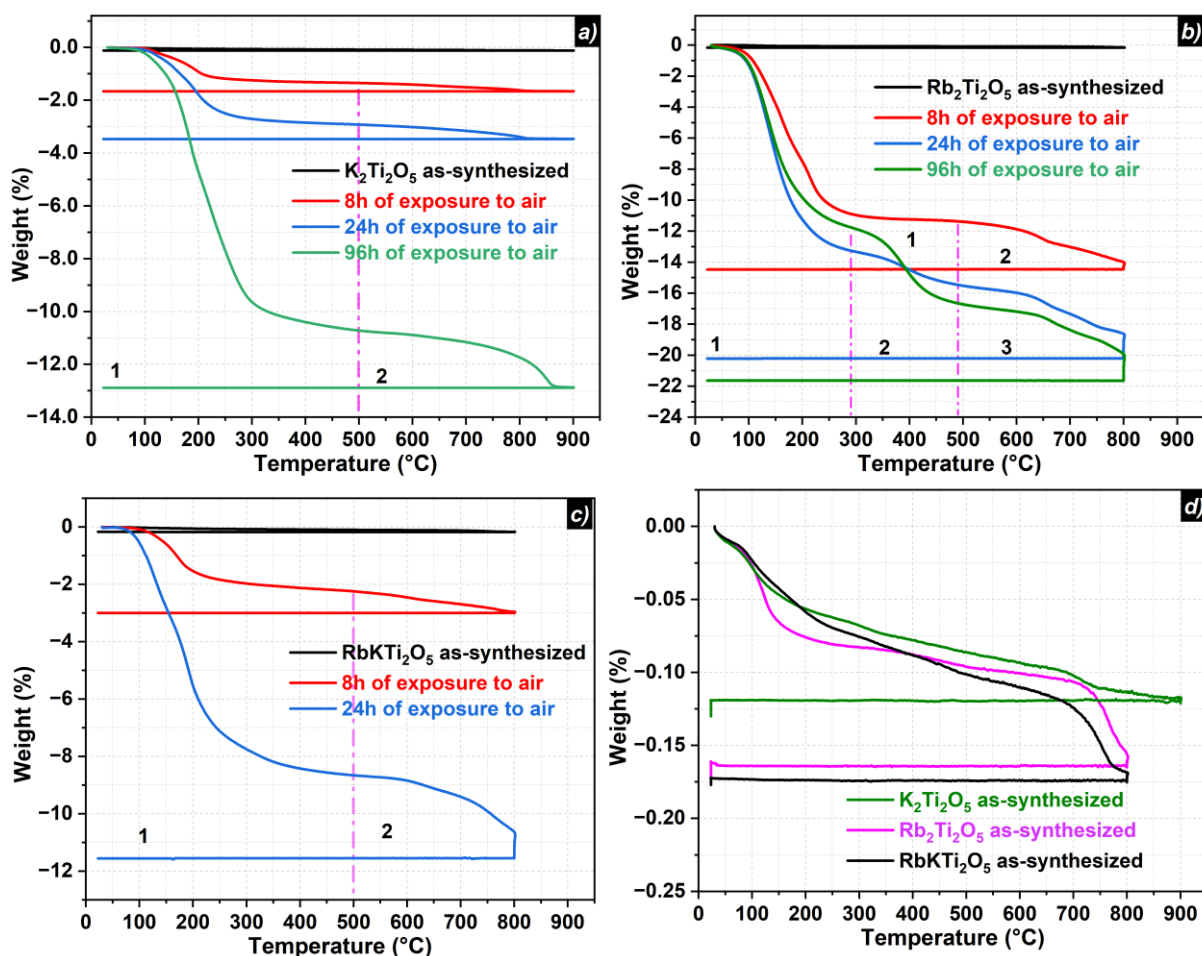 a)
0.0
−2.0
−4.0
−6.0
−8.0
−10.0
−12.0
−14.0
Weight (%)
K₂Ti₂O₅ as-synthesized
8h of exposure to air
24h of exposure to air
96h of exposure to air
1
2
0 100 200 300 400 500 600 700 800 900
Temperature (°C)
b)
0
−2
−4
−6
−8
−10
−12
−14
−16
−18
−20
−22
−24
Weight (%)
Rb₂Ti₂O₅ as-synthesized
8h of exposure to air
24h of exposure to air
96h of exposure to air
1
2
1
2
3
0 100 200 300 400 500 600 700 800 900
Temperature (°C)
c)
0
−2
−4
−6
−8
−10
−12
Weight (%)
RbKTi₂O₅ as-synthesized
8h of exposure to air
24h of exposure to air
1
2
0 100 200 300 400 500 600 700 800 900
Temperature (°C)
d)
0.00
−0.05
−0.10
−0.15
−0.20
−0.25
Weight (%)
K₂Ti₂O₅ as-synthesized
Rb₂Ti₂O₅ as-synthesized
RbKTi₂O₅ as-synthesized
0 100 200 300 400 500 600 700 800 900
Temperature (°C)